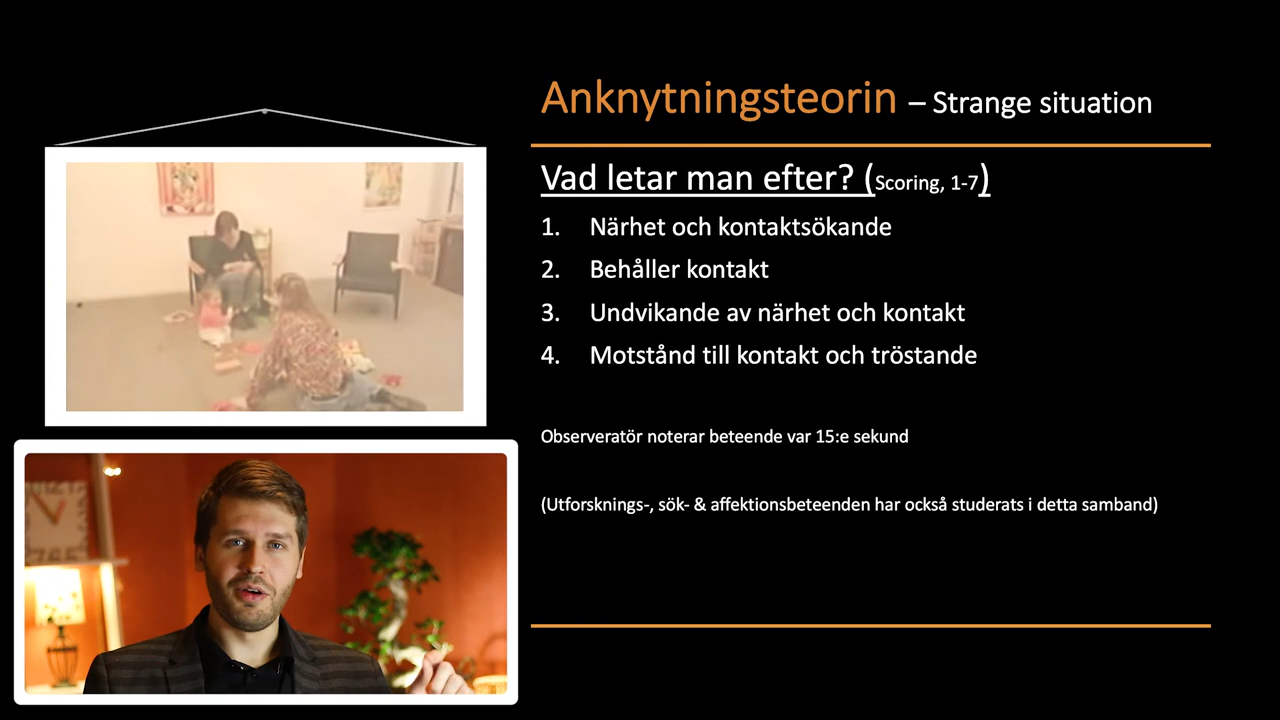 Anknytningsteorin – Strange situation
Vad letar man efter? (Scoring, 1-7)
1. Närhet och kontaktsökande
2. Behåller kontakt
3. Undvikande av närhet och kontakt
4. Motstånd till kontakt och tröstande
Observeratör noterar beteende var 15:e sekund
(Utforsknings-, sök- & affektionsbeteenden har också studerats i detta samband)